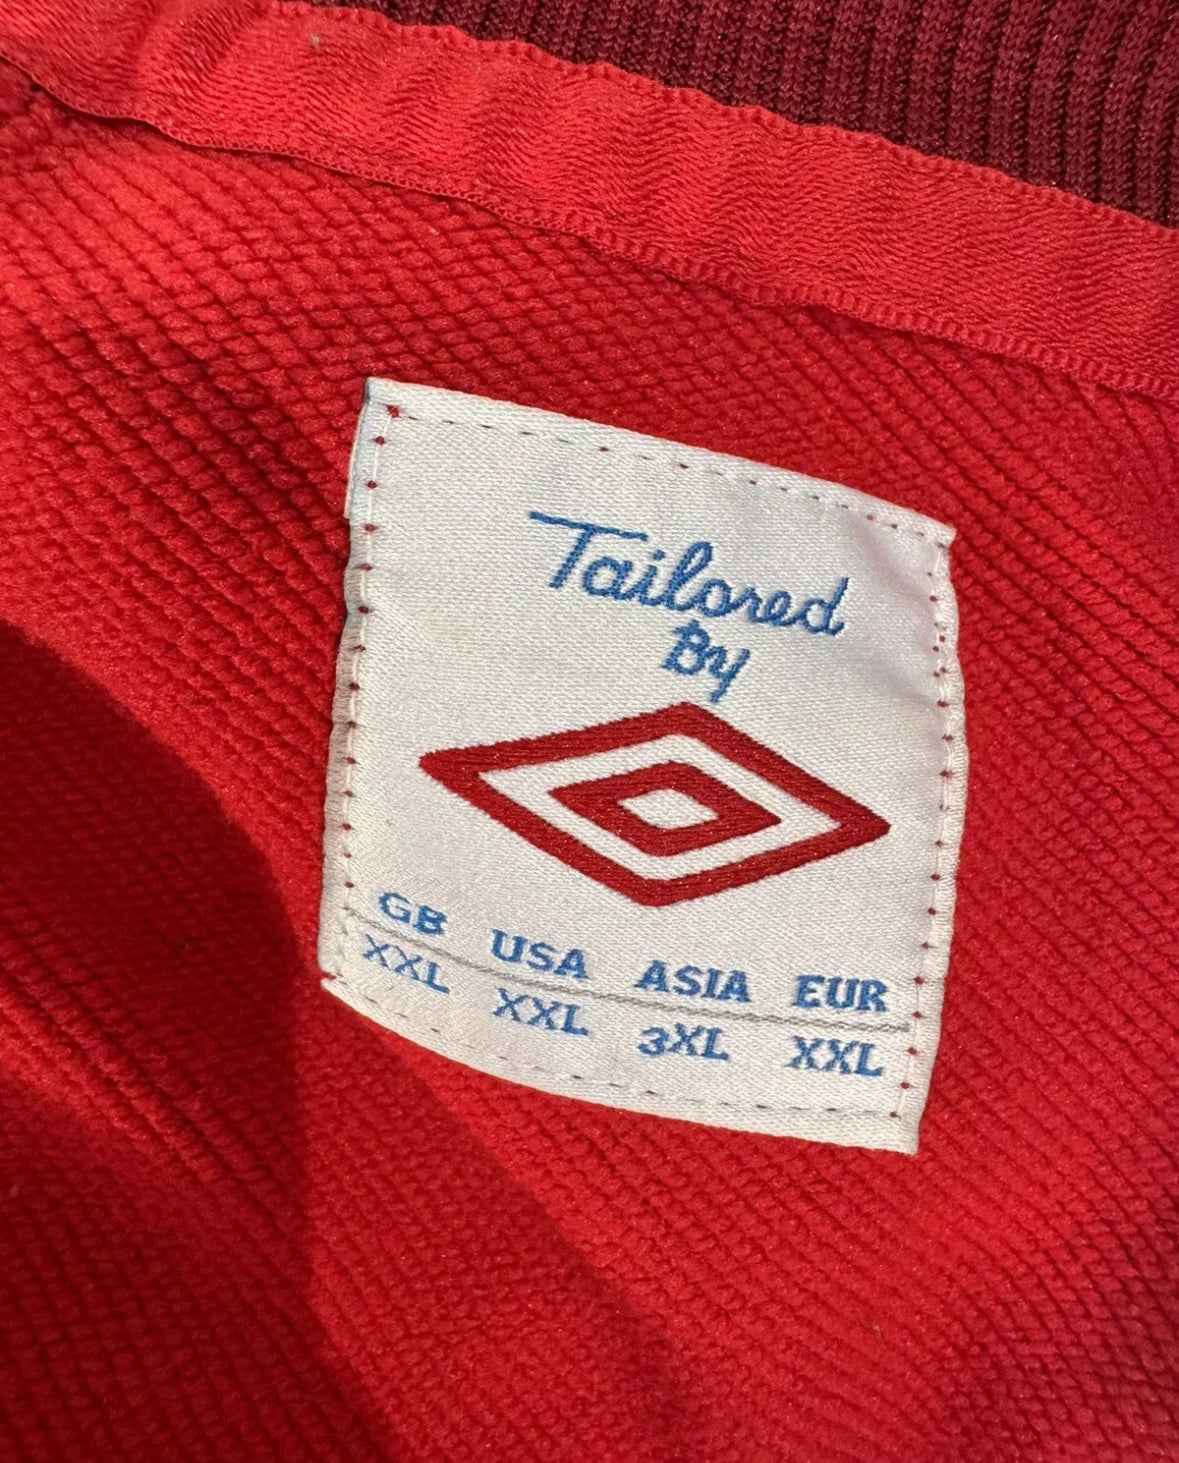 Tailored
By
GB USA ASIA EUR
XXL XXL 3XL XXL